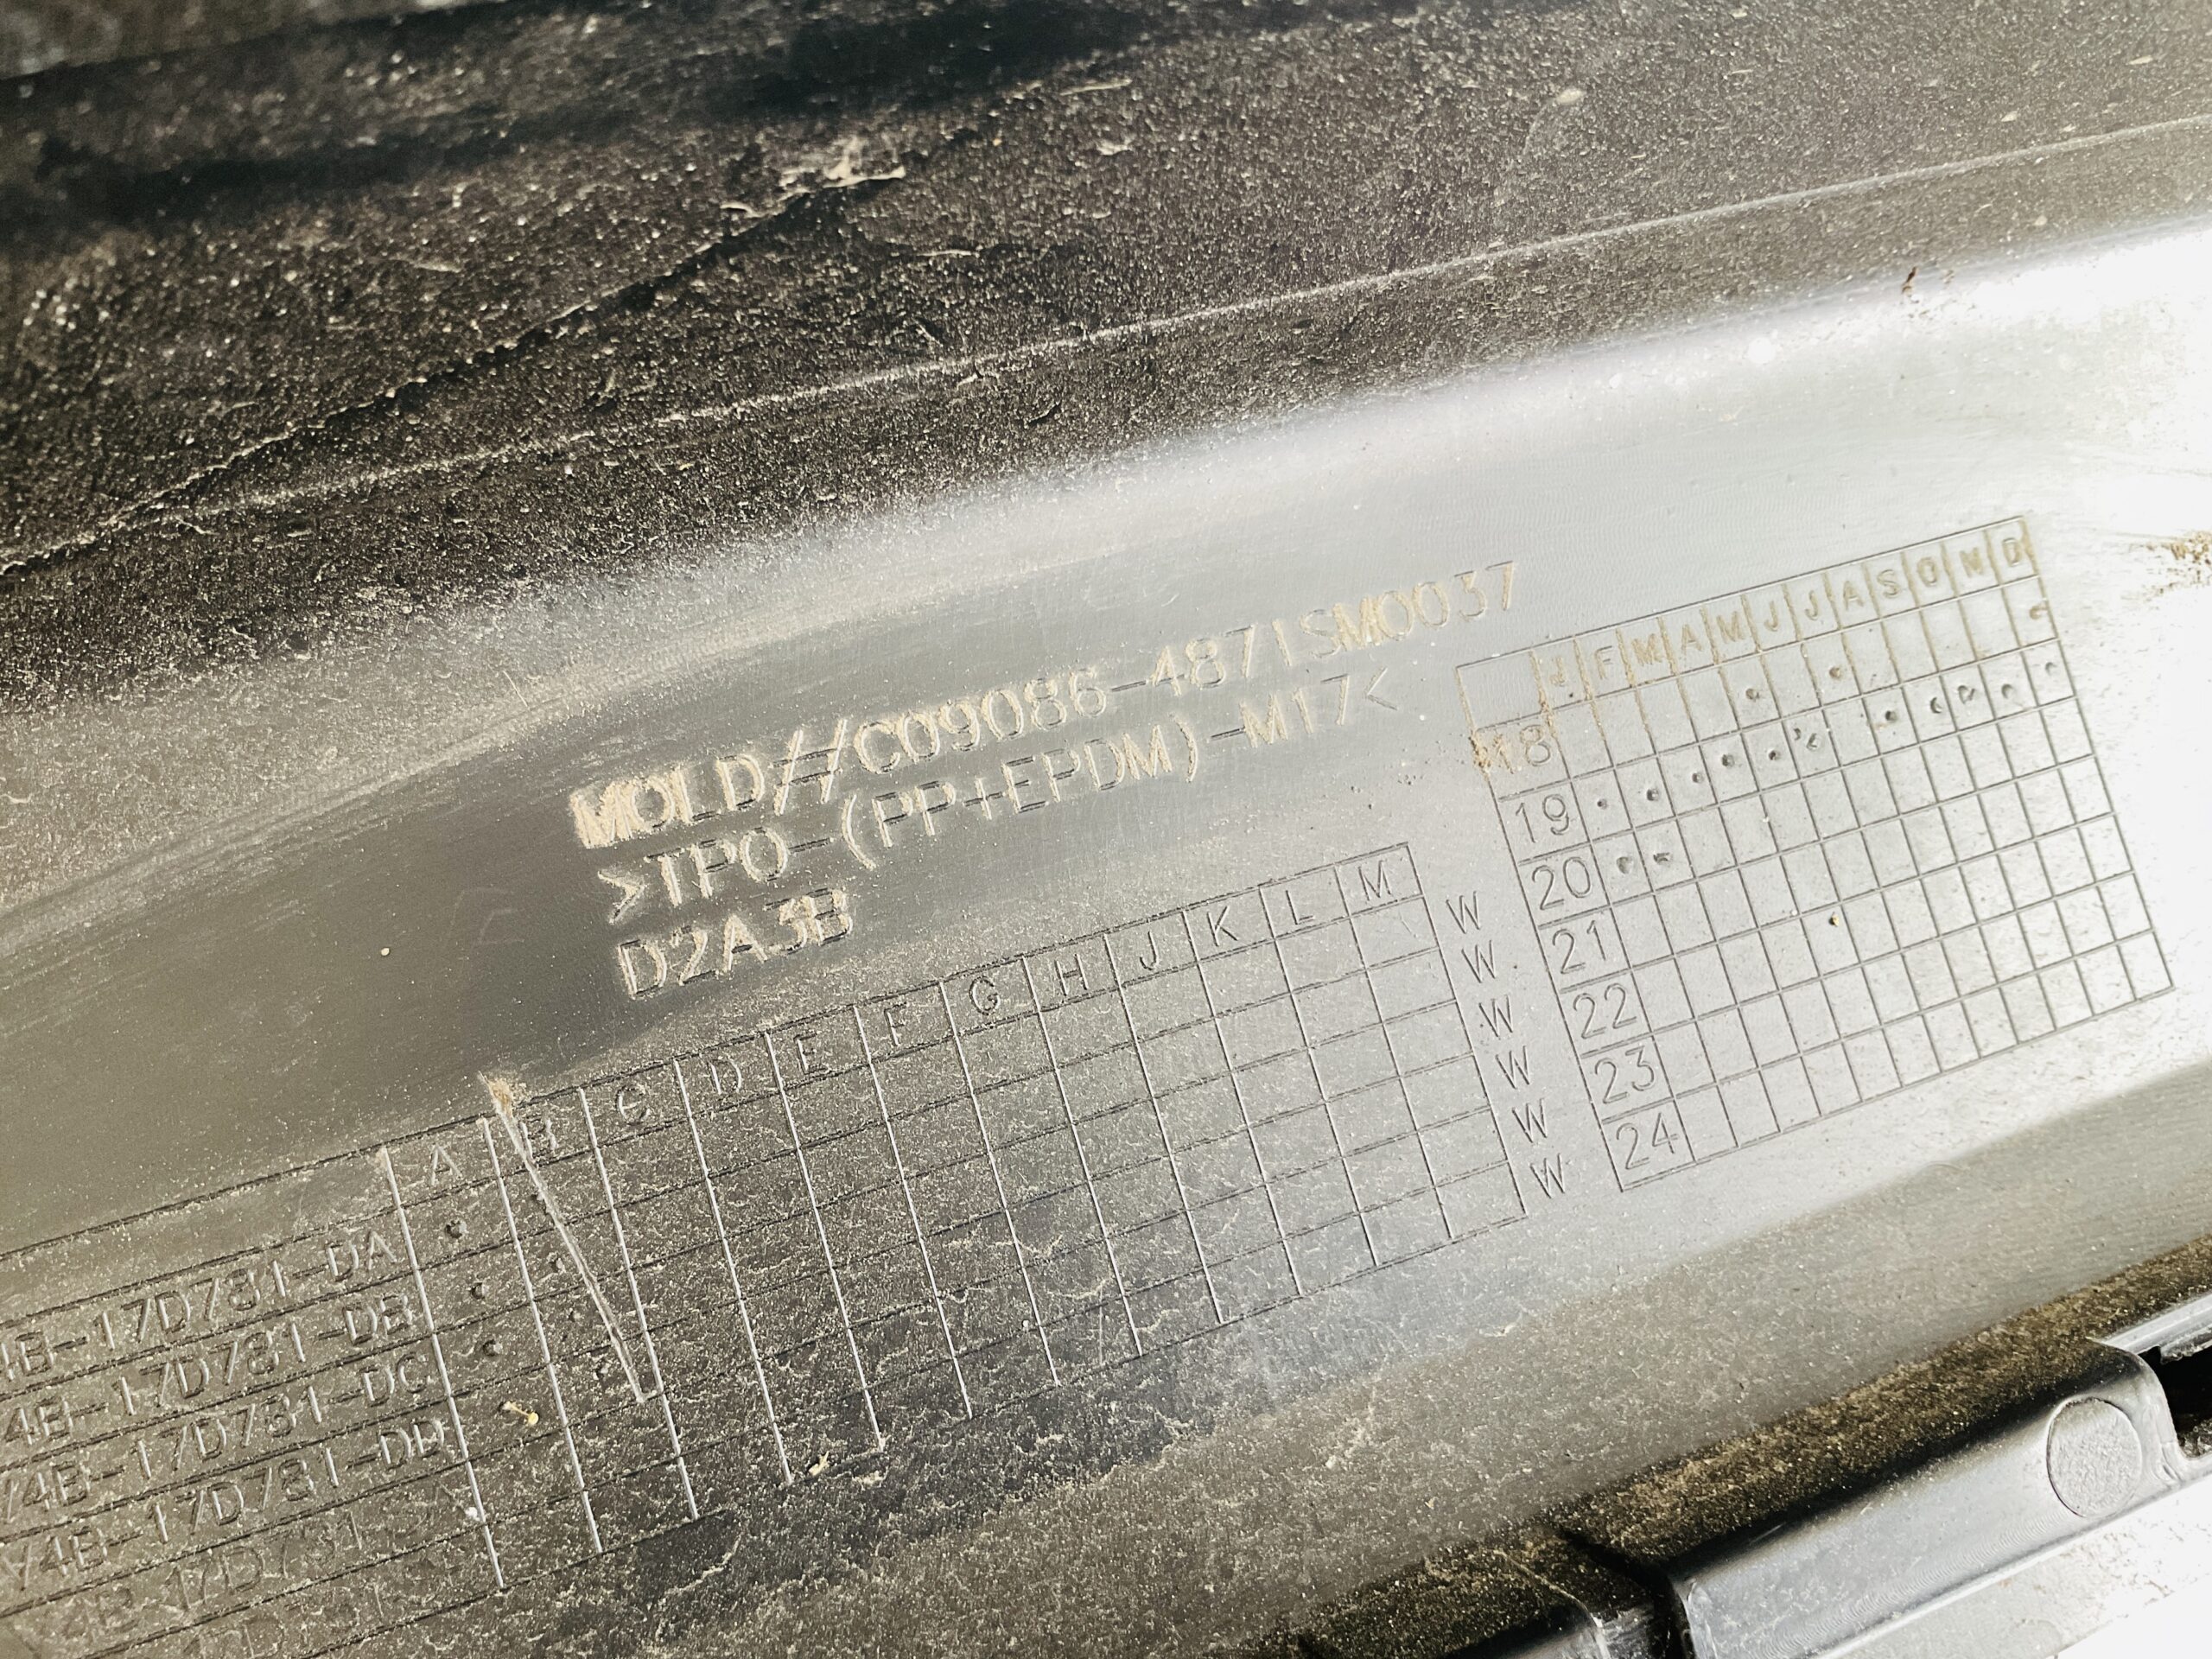 MOLD//C09086-4871SM0037
>TPO-(PP+EPDM)-M17<
D2A3B
J F M A M J J A S O N D
18
19
20
21
22
23
24
A B C D E F G H J K L M
4B-17D781-DA W
4B-17D781-DB W
4B-17D781-DC W
4B-17D781-DD W
W
W